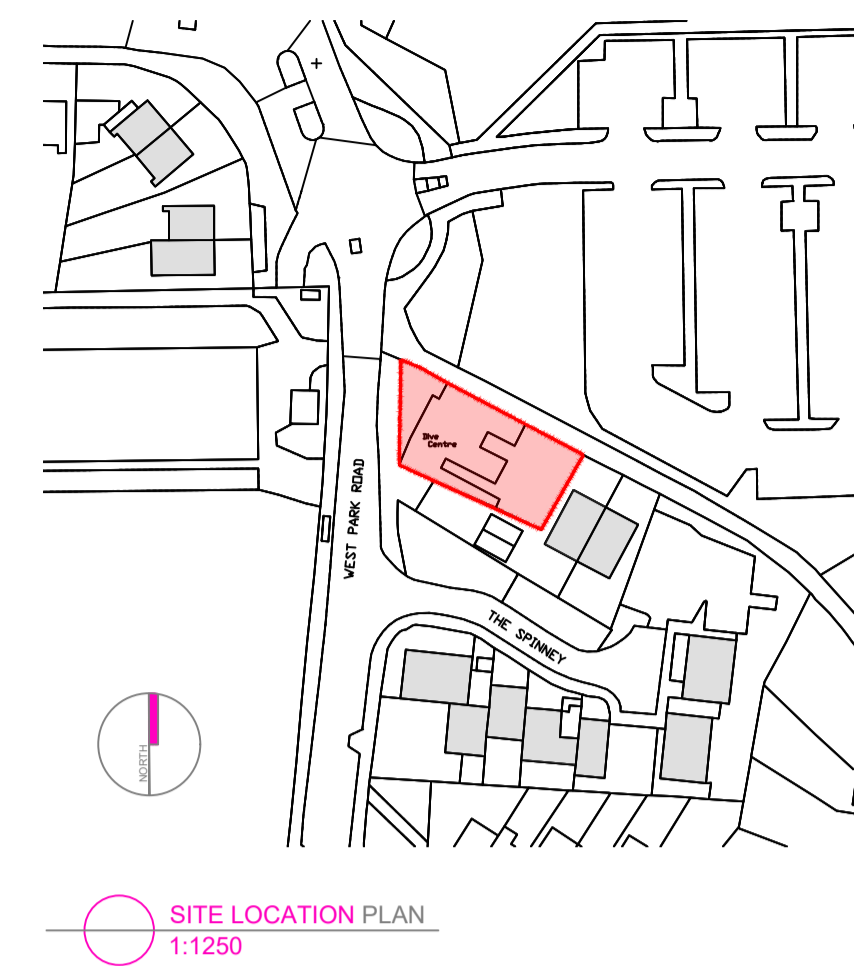 Dive
Centre
WEST PARK ROAD
THE SPINNEY
NORTH
SITE LOCATION PLAN
1:1250